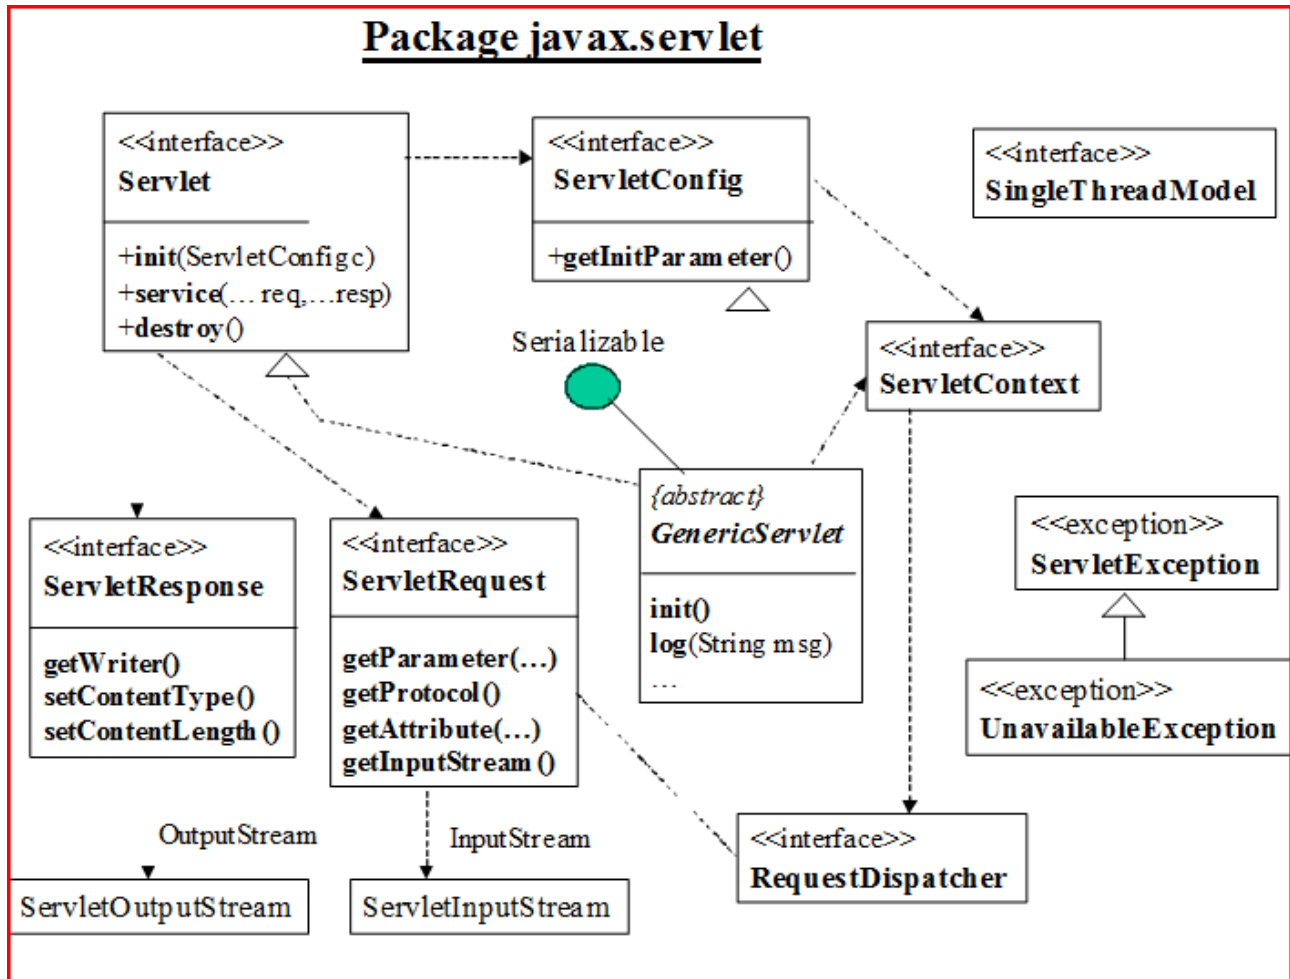 Package javax.servlet
<<interface>>
Servlet
+init(ServletConfig c)
+service(... req,...resp)
+destroy()
<<interface>>
ServletConfig
+getInitParameter()
<<interface>>
SingleThreadModel
Serializable
<<interface>>
ServletContext
{abstract}
GenericServlet
init()
log(String msg)
...
<<exception>>
ServletException
<<exception>>
UnavailableException
<<interface>>
ServletResponse
getWriter()
setContentType()
setContentLength()
<<interface>>
ServletRequest
getParameter(...)
getProtocol()
getAttribute(...)
getInputStream()
OutputStream
InputStream
<<interface>>
RequestDispatcher
ServletOutputStream
ServletInputStream